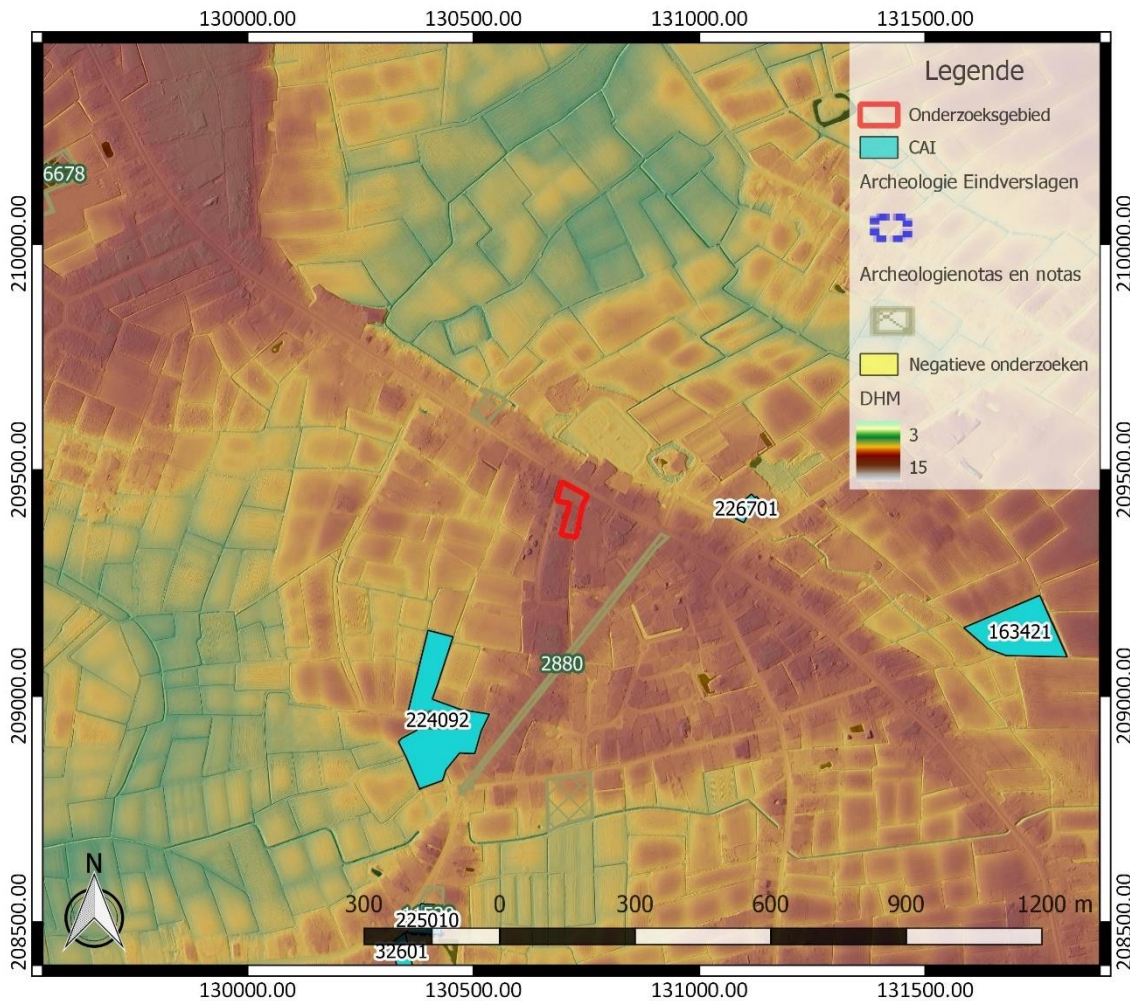 130000.00 130500.00 131000.00 131500.00
Legende
Onderzoeksgebied
CAI
Archeologie Eindverslagen
Archeologienotas en notas
Negatieve onderzoeken
DHM
3
15
6678
210000.00 210000.00
209500.00 209500.00
226701
163421
2880
209000.00 209000.00
224092
N
300 0 300 600 900 1200 m
225010
208500.00 208500.00
32601
130000.00 130500.00 131000.00 131500.00